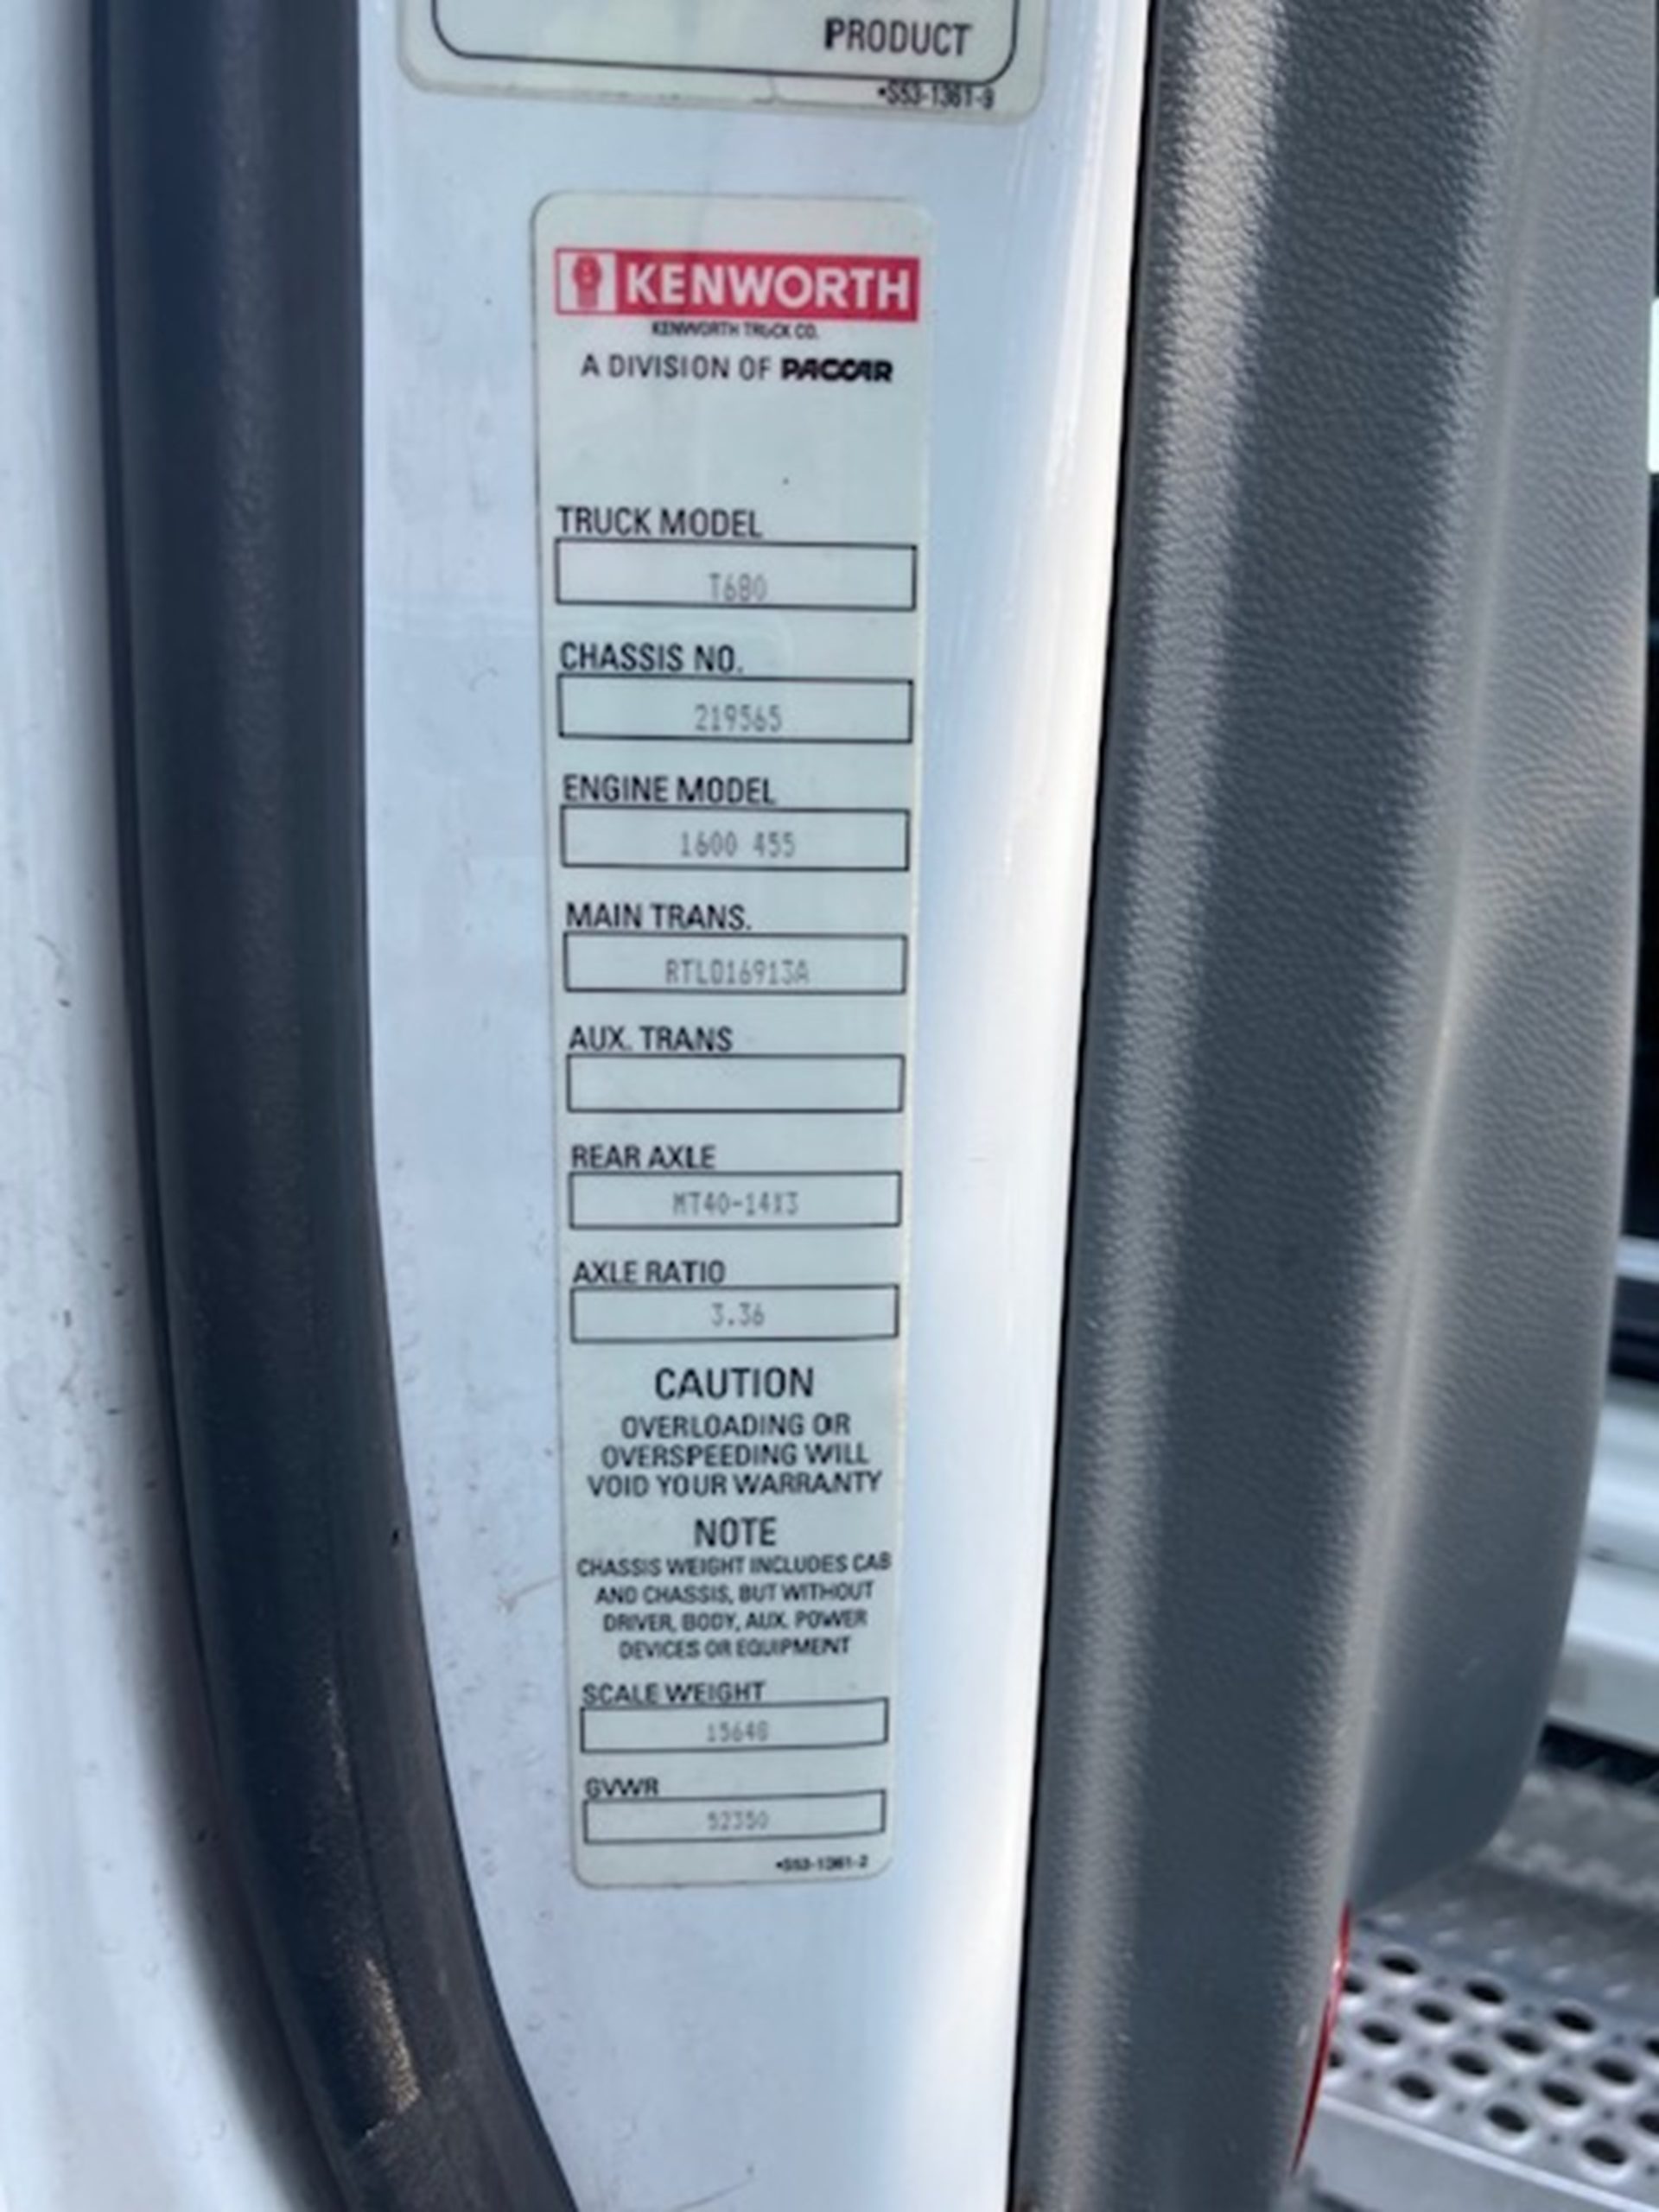 PRODUCT
•S53-1361-9
KENWORTH
KENWORTH TRUCK CO.
A DIVISION OF PACCAR
TRUCK MODEL
T680
CHASSIS NO.
219565
ENGINE MODEL
1600 455
MAIN TRANS.
RTLO16913A
AUX. TRANS
REAR AXLE
MT40-14X3
AXLE RATIO
3.36
CAUTION
OVERLOADING OR
OVERSPEEDING WILL
VOID YOUR WARRANTY
NOTE
CHASSIS WEIGHT INCLUDES CAB
AND CHASSIS, BUT WITHOUT
DRIVER, BODY, AUX. POWER
DEVICES OR EQUIPMENT
SCALE WEIGHT
15648
GVWR
52350
•S53-1361-2